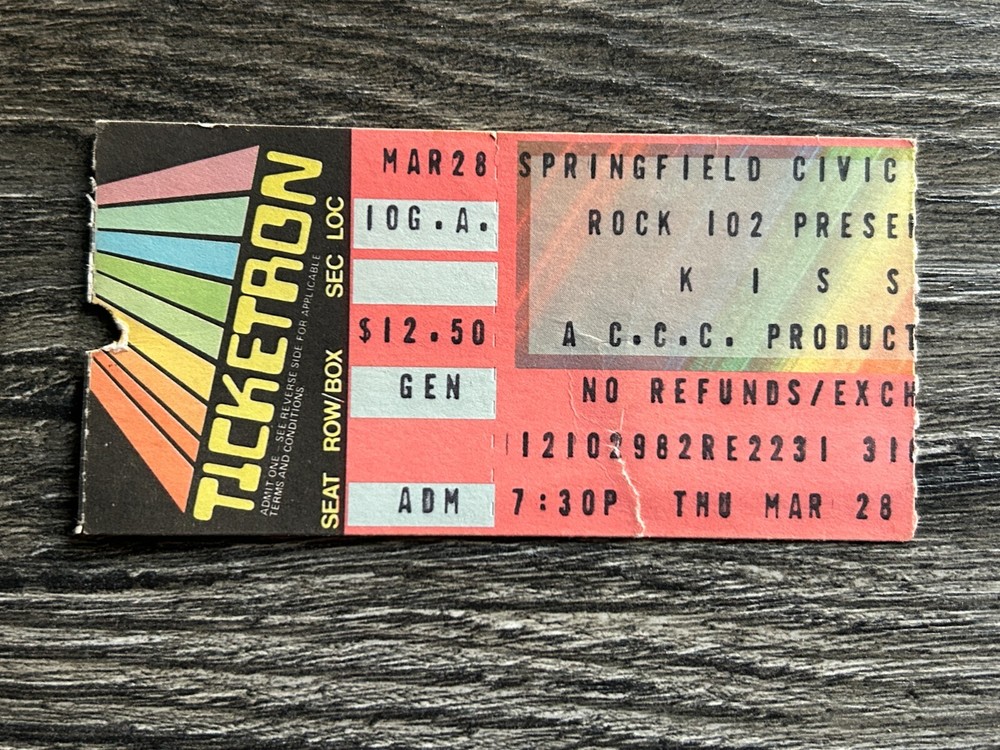 TICKETRON
ADMIT ONE SEE REVERSE SIDE FOR APPLICABLE
TERMS AND CONDITIONS
SEAT ROW/BOX SEC LOC
MAR28
10G.A.
$12.50
GEN
ADM
SPRINGFIELD CIVIC
ROCK 102 PRESE
K I S S
A C.C.C. PRODUCT
NO REFUNDS/EXCH
12102982RE2231 31
7:30P THU MAR 28